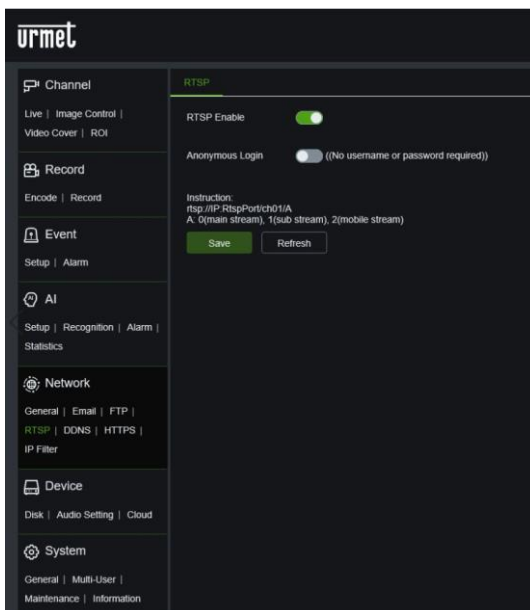 urmet
Channel
Live | Image Control |
Video Cover | ROI
Record
Encode | Record
Event
Setup | Alarm
AI
Setup | Recognition | Alarm |
Statistics
Network
General | Email | FTP |
RTSP | DDNS | HTTPS |
IP Filter
Device
Disk | Audio Setting | Cloud
System
General | Multi-User |
Maintenance | Information
RTSP
RTSP Enable
Anonymous Login ((No username or password required))
Instruction:
rtsp://IP:RtspPort/ch01/A
A: 0(main stream), 1(sub stream), 2(mobile stream)
Save Refresh